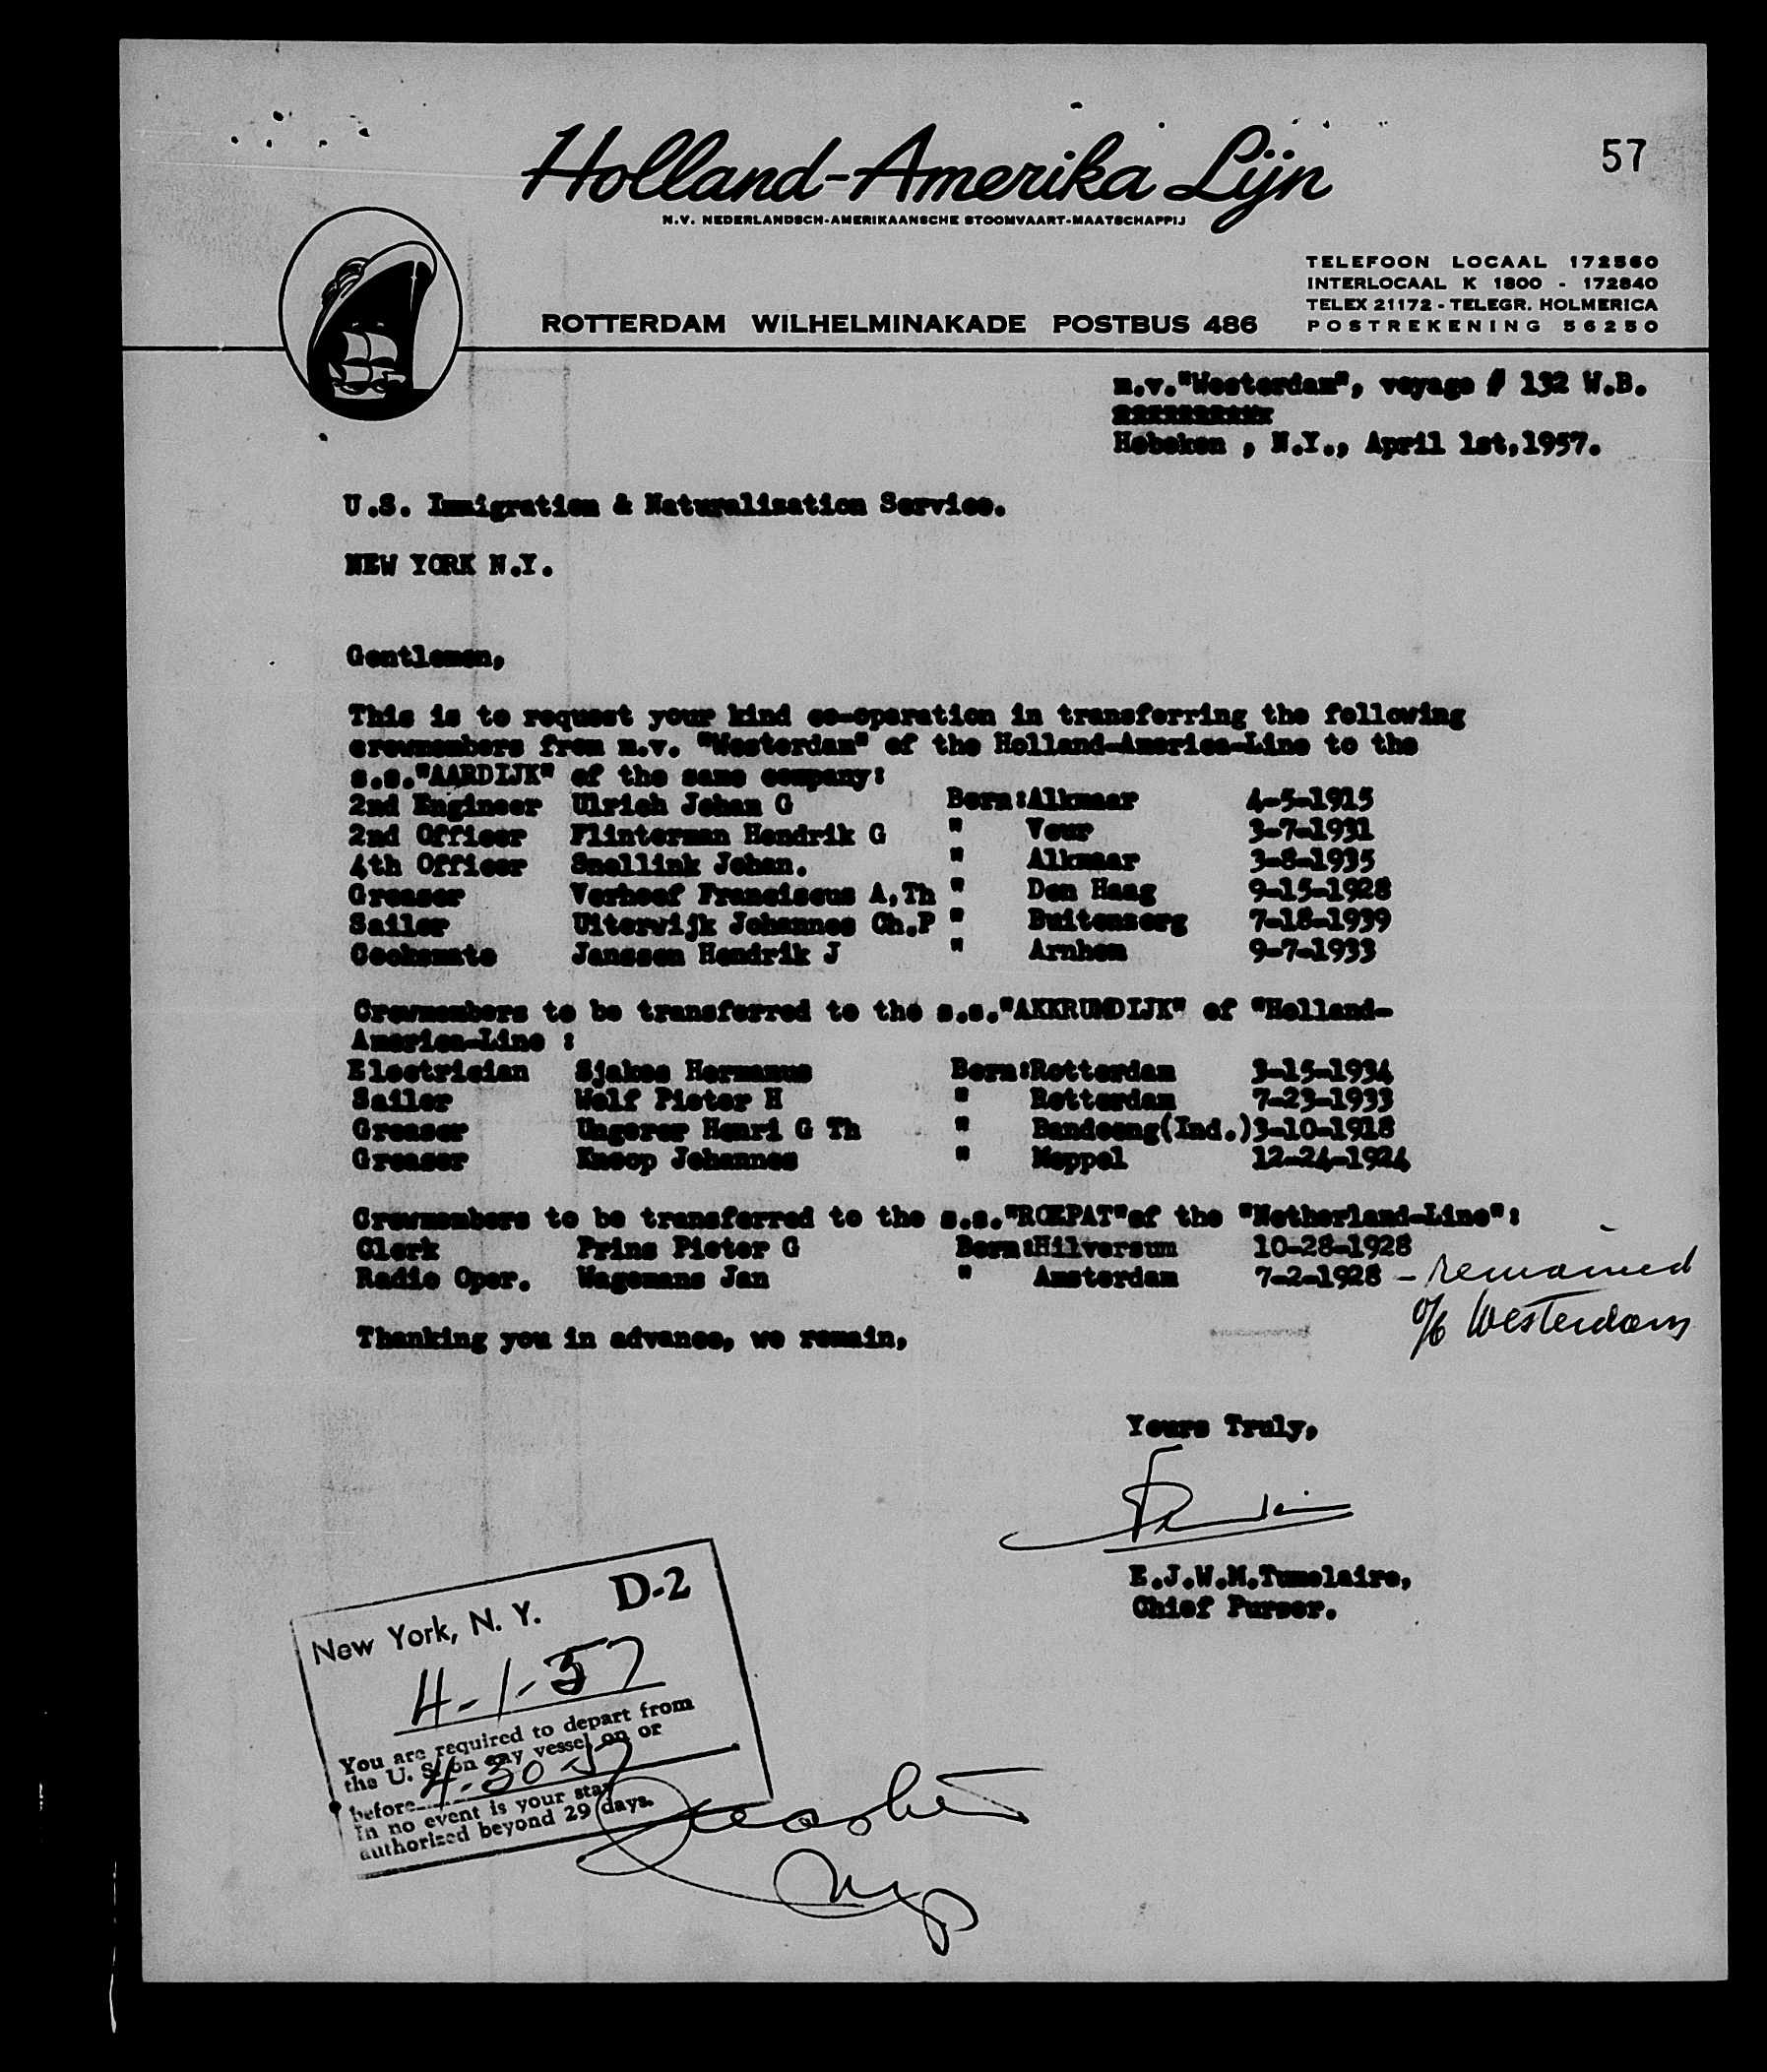 57
Holland-Amerika Lijn
N.V. NEDERLANDSCH-AMERIKAANSCHE STOOMVAART-MAATSCHAPPIJ
TELEFOON LOCAAL 172560
INTERLOCAAL K 1800 - 172840
TELEX 21172 - TELEGR. HOLMERICA
ROTTERDAM WILHELMINAKADE POSTBUS 486
POSTREKENING 56250
m.v."Westerdam", voyage # 132 W.B.
Hoboken , N.Y., April 1st,1957.
U.S. Immigration & Naturalization Service.
NEW YORK N.Y.
Gentlemen,
This is to request your kind co-operation in transferring the following
crewmembers from m.v. "Westerdam" of the Holland-America-Line to the
s.s."AARDIJK" of the same company:
2nd Engineer Ulrich Johan G Born:Alkmaar 4-5-1915
2nd Officer Flinterman Hendrik G " Veur 3-7-1931
4th Officer Snellink Johan. " Alkmaar 3-8-1935
Greaser Verhoef Franciscus A,Th " Den Haag 9-15-1928
Sailor Uiterwijk Johannes Ch.P " Buitenzorg 7-18-1939
Cooksmate Janssen Hendrik J " Arnhem 9-7-1933
Crewmembers to be transferred to the s.s."AKKRUMDIJK" of "Holland-
America-Line :
Electrician Sjakes Hermanus Born:Rotterdam 3-15-1934
Sailor Wolf Pieter H " Rotterdam 7-23-1933
Greaser Ungerer Henri G Th " Bandoeng(Ind.)3-10-1918
Greaser Knoop Johannes " Meppel 12-24-1924
Crewmembers to be transferred to the s.s."ROEPAT"of the "Netherland-Line":
Clerk Prins Pieter G Born:Hilversum 10-28-1928
Radio Oper. Wagemans Jan " Amsterdam 7-2-1928 - remained
o/b Westerdam
Thanking you in advance, we remain,
Yours Truly,
E.J.W.M.Tumelaire,
Chief Purser.
New York, N. Y. D-2
4-1-57
You are required to depart from
the U. S. on any vessel on or
before 4-30-57
In no event is your stay
authorized beyond 29 days.